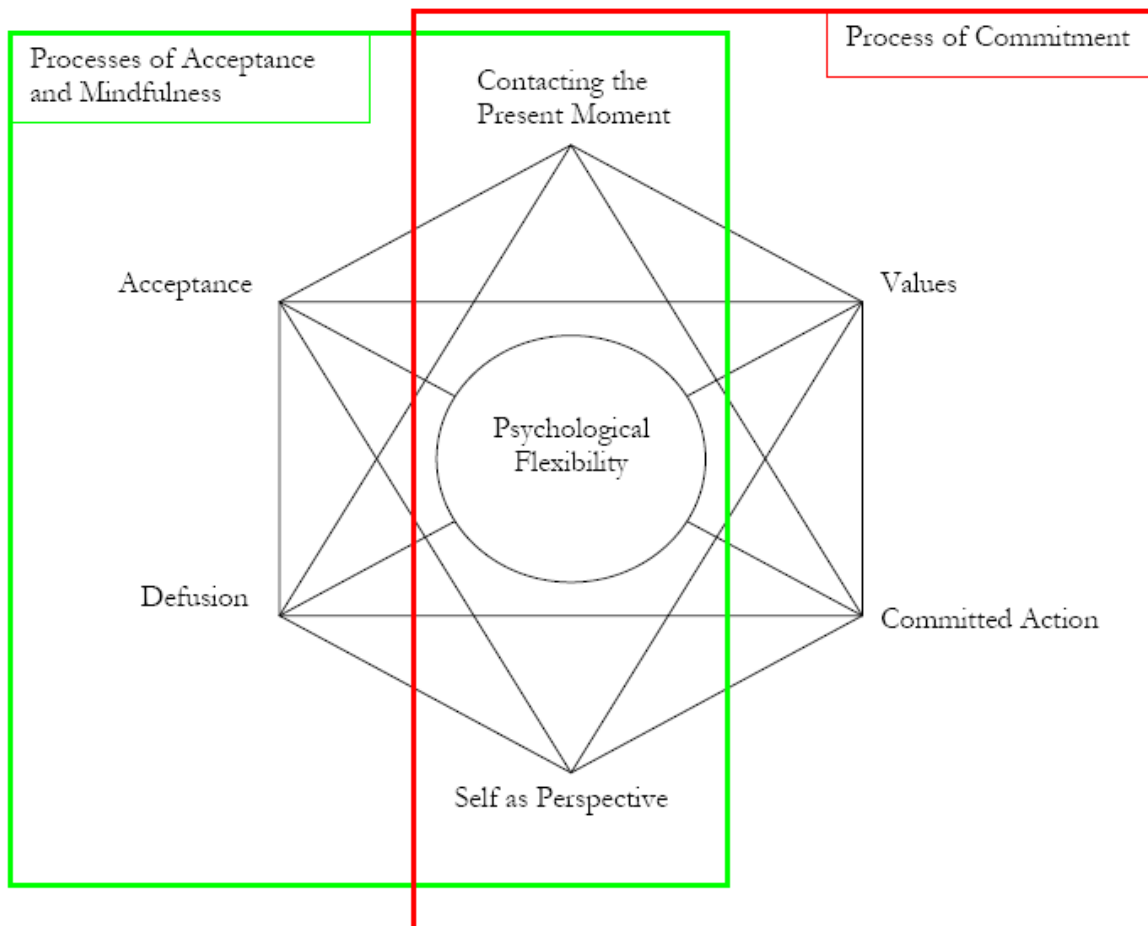 Processes of Acceptance
and Mindfulness
Process of Commitment
Contacting the
Present Moment
Acceptance
Values
Psychological
Flexibility
Defusion
Committed Action
Self as Perspective